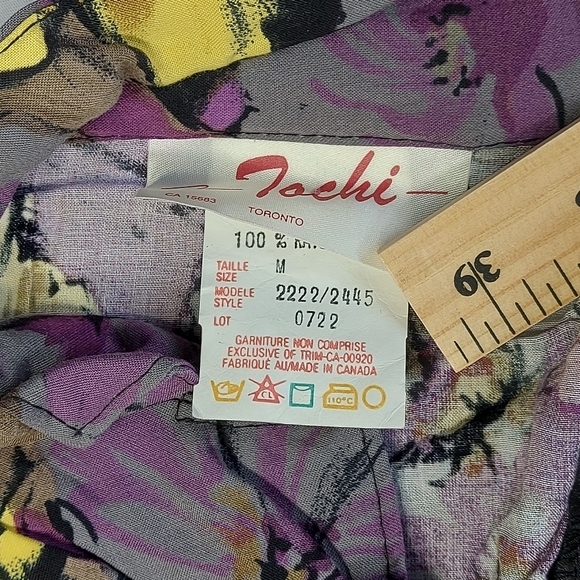 Tochi
CA 15683
TORONTO
100 %
TAILLE SIZE M
MODELE STYLE 2222/2445
LOT 0722
GARNITURE NON COMPRISE
EXCLUSIVE OF TRIM-CA-00920
FABRIQUÉ AU/MADE IN CANADA
CL
110°C
39